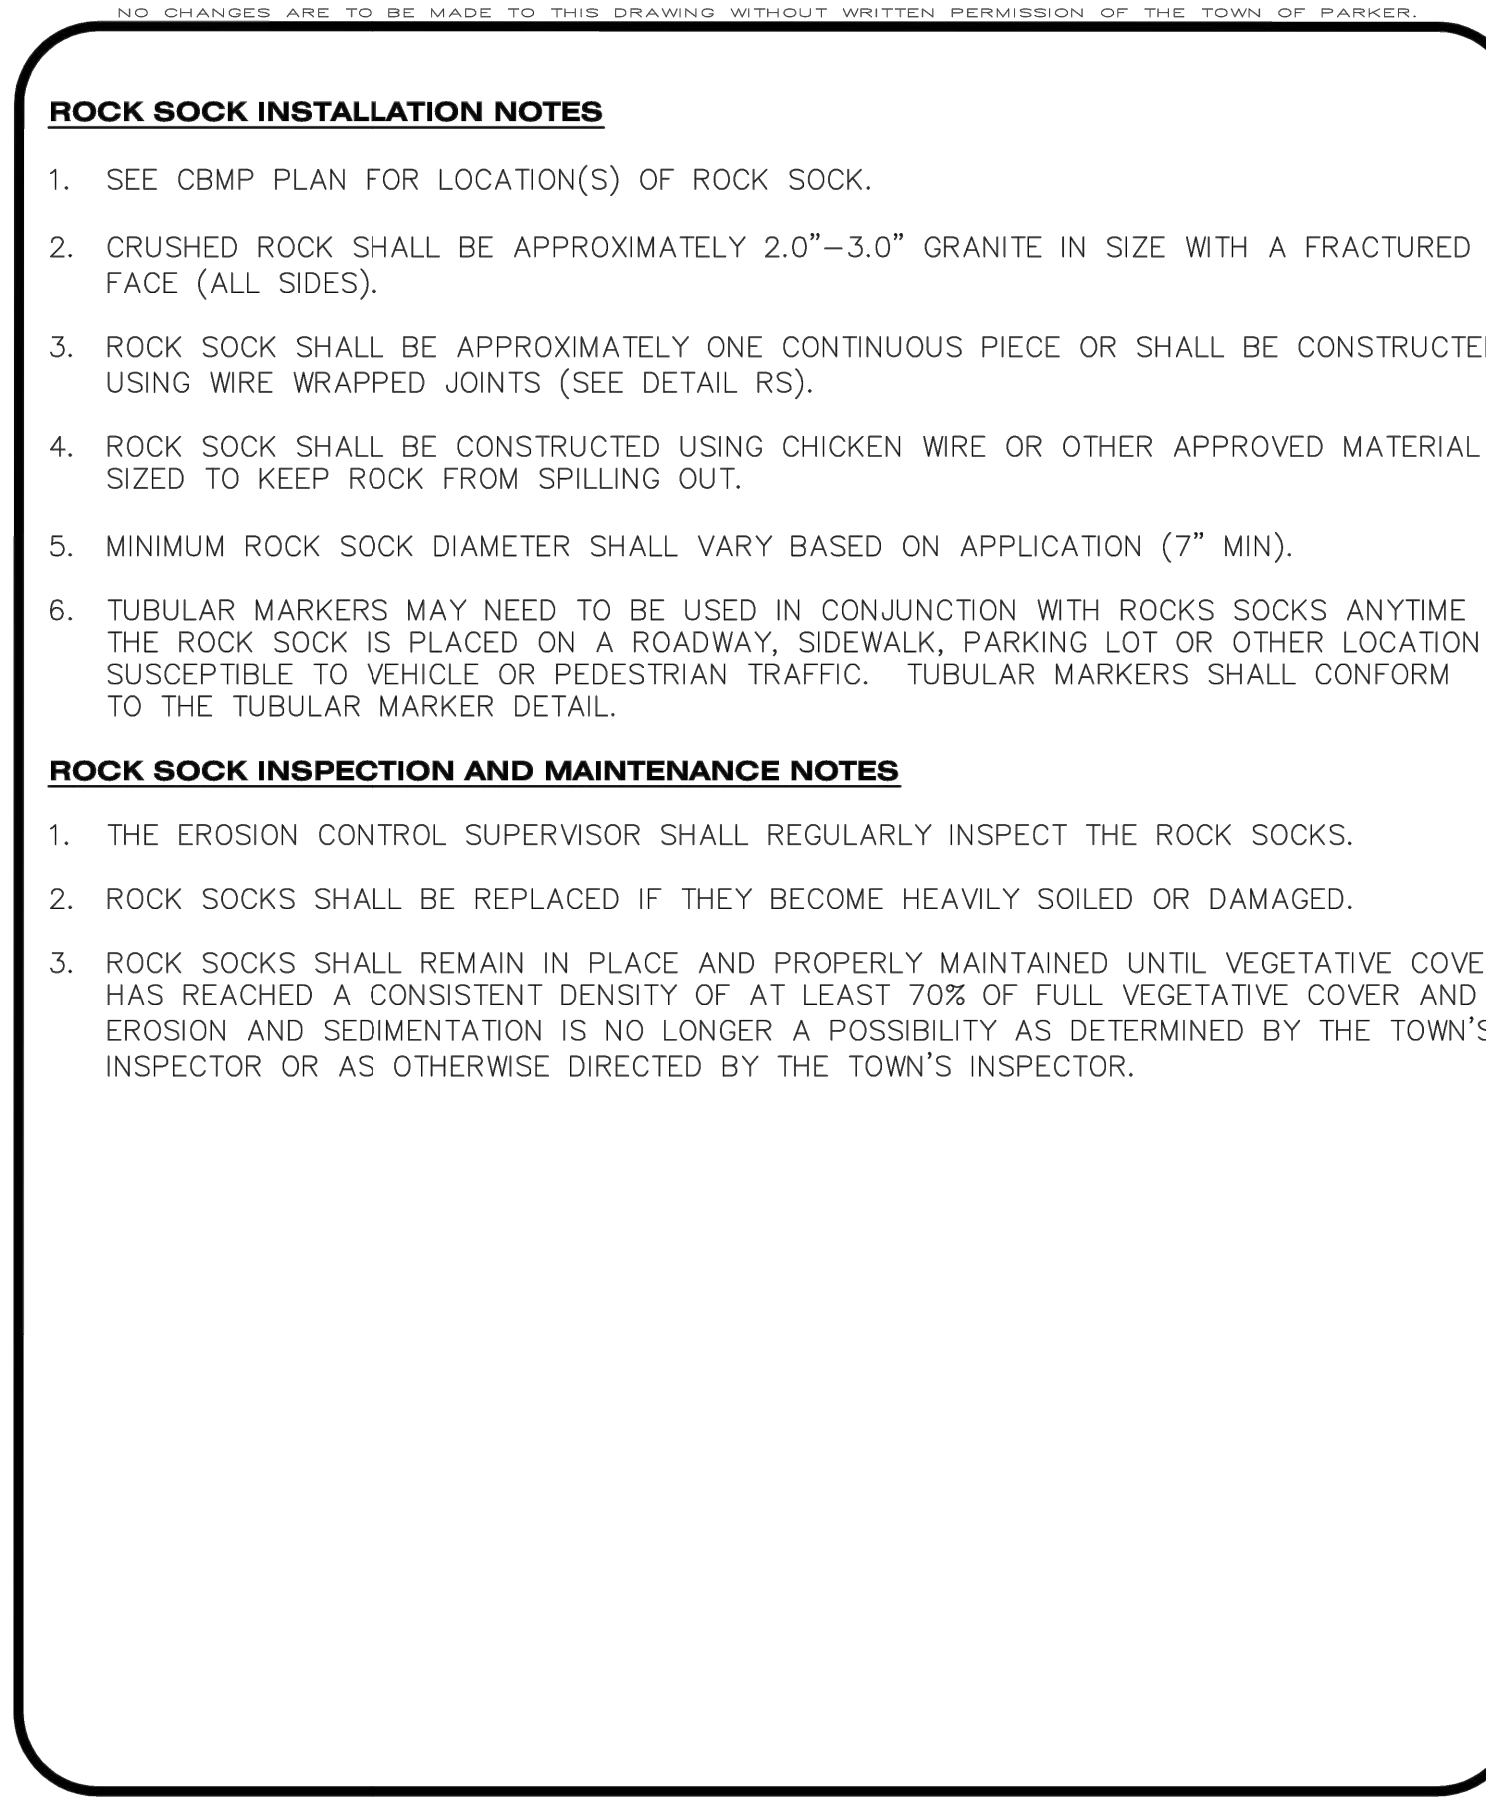 NO CHANGES ARE TO BE MADE TO THIS DRAWING WITHOUT WRITTEN PERMISSION OF THE TOWN OF PARKER.
ROCK SOCK INSTALLATION NOTES
1. SEE CBMP PLAN FOR LOCATION(S) OF ROCK SOCK.
2. CRUSHED ROCK SHALL BE APPROXIMATELY 2.0"–3.0" GRANITE IN SIZE WITH A FRACTURED
FACE (ALL SIDES).
3. ROCK SOCK SHALL BE APPROXIMATELY ONE CONTINUOUS PIECE OR SHALL BE CONSTRUCTE
USING WIRE WRAPPED JOINTS (SEE DETAIL RS).
4. ROCK SOCK SHALL BE CONSTRUCTED USING CHICKEN WIRE OR OTHER APPROVED MATERIAL
SIZED TO KEEP ROCK FROM SPILLING OUT.
5. MINIMUM ROCK SOCK DIAMETER SHALL VARY BASED ON APPLICATION (7" MIN).
6. TUBULAR MARKERS MAY NEED TO BE USED IN CONJUNCTION WITH ROCKS SOCKS ANYTIME
THE ROCK SOCK IS PLACED ON A ROADWAY, SIDEWALK, PARKING LOT OR OTHER LOCATION
SUSCEPTIBLE TO VEHICLE OR PEDESTRIAN TRAFFIC. TUBULAR MARKERS SHALL CONFORM
TO THE TUBULAR MARKER DETAIL.
ROCK SOCK INSPECTION AND MAINTENANCE NOTES
1. THE EROSION CONTROL SUPERVISOR SHALL REGULARLY INSPECT THE ROCK SOCKS.
2. ROCK SOCKS SHALL BE REPLACED IF THEY BECOME HEAVILY SOILED OR DAMAGED.
3. ROCK SOCKS SHALL REMAIN IN PLACE AND PROPERLY MAINTAINED UNTIL VEGETATIVE COVE
HAS REACHED A CONSISTENT DENSITY OF AT LEAST 70% OF FULL VEGETATIVE COVER AND
EROSION AND SEDIMENTATION IS NO LONGER A POSSIBILITY AS DETERMINED BY THE TOWN'S
INSPECTOR OR AS OTHERWISE DIRECTED BY THE TOWN'S INSPECTOR.